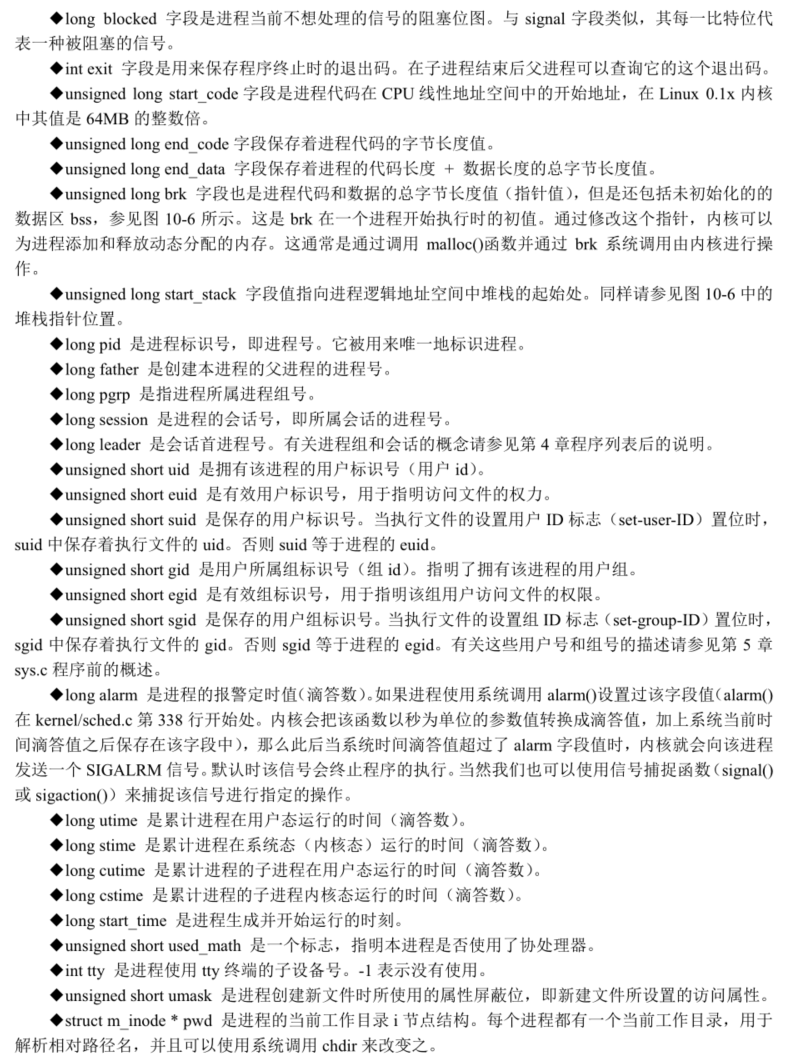 ◆long blocked 字段是进程当前不想处理的信号的阻塞位图。与 signal 字段类似，其每一比特位代
表一种被阻塞的信号。
◆int exit 字段是用来保存程序终止时的退出码。在子进程结束后父进程可以查询它的这个退出码。
◆unsigned long start_code 字段是进程代码在 CPU 线性地址空间中的开始地址，在 Linux 0.1x 内核
中其值是 64MB 的整数倍。
◆unsigned long end_code 字段保存着进程代码的字节长度值。
◆unsigned long end_data 字段保存着进程的代码长度 + 数据长度的总字节长度值。
◆unsigned long brk 字段也是进程代码和数据的总字节长度值（指针值），但是还包括未初始化的的
数据区 bss，参见图 10-6 所示。这是 brk 在一个进程开始执行时的初值。通过修改这个指针，内核可以
为进程添加和释放动态分配的内存。这通常是通过调用 malloc()函数并通过 brk 系统调用由内核进行操
作。
◆unsigned long start_stack 字段值指向进程逻辑地址空间中堆栈的起始处。同样请参见图 10-6 中的
堆栈指针位置。
◆long pid 是进程标识号，即进程号。它被用来唯一地标识进程。
◆long father 是创建本进程的父进程的进程号。
◆long pgrp 是指进程所属进程组号。
◆long session 是进程的会话号，即所属会话的进程号。
◆long leader 是会话首进程号。有关进程组和会话的概念请参见第 4 章程序列表后的说明。
◆unsigned short uid 是拥有该进程的用户标识号（用户 id）。
◆unsigned short euid 是有效用户标识号，用于指明访问文件的权力。
◆unsigned short suid 是保存的用户标识号。当执行文件的设置用户 ID 标志（set-user-ID）置位时，
suid 中保存着执行文件的 uid。否则 suid 等于进程的 euid。
◆unsigned short gid 是用户所属组标识号（组 id）。指明了拥有该进程的用户组。
◆unsigned short egid 是有效组标识号，用于指明该组用户访问文件的权限。
◆unsigned short sgid 是保存的用户组标识号。当执行文件的设置组 ID 标志（set-group-ID）置位时，
sgid 中保存着执行文件的 gid。否则 sgid 等于进程的 egid。有关这些用户号和组号的描述请参见第 5 章
sys.c 程序前的概述。
◆long alarm 是进程的报警定时值（滴答数）。如果进程使用系统调用 alarm()设置过该字段值（alarm()
在 kernel/sched.c 第 338 行开始处。内核会把该函数以秒为单位的参数值转换成滴答值，加上系统当前时
间滴答值之后保存在该字段中），那么此后当系统时间滴答值超过了 alarm 字段值时，内核就会向该进程
发送一个 SIGALRM 信号。默认时该信号会终止程序的执行。当然我们也可以使用信号捕捉函数（signal()
或 sigaction()）来捕捉该信号进行指定的操作。
◆long utime 是累计进程在用户态运行的时间（滴答数）。
◆long stime 是累计进程在系统态（内核态）运行的时间（滴答数）。
◆long cutime 是累计进程的子进程在用户态运行的时间（滴答数）。
◆long cstime 是累计进程的子进程内核态运行的时间（滴答数）。
◆long start_time 是进程生成并开始运行的时刻。
◆unsigned short used_math 是一个标志，指明本进程是否使用了协处理器。
◆int tty 是进程使用 tty 终端的子设备号。-1 表示没有使用。
◆unsigned short umask 是进程创建新文件时所使用的属性屏蔽位，即新建文件所设置的访问属性。
◆struct m_inode * pwd 是进程的当前工作目录 i 节点结构。每个进程都有一个当前工作目录，用于
解析相对路径名，并且可以使用系统调用 chdir 来改变之。